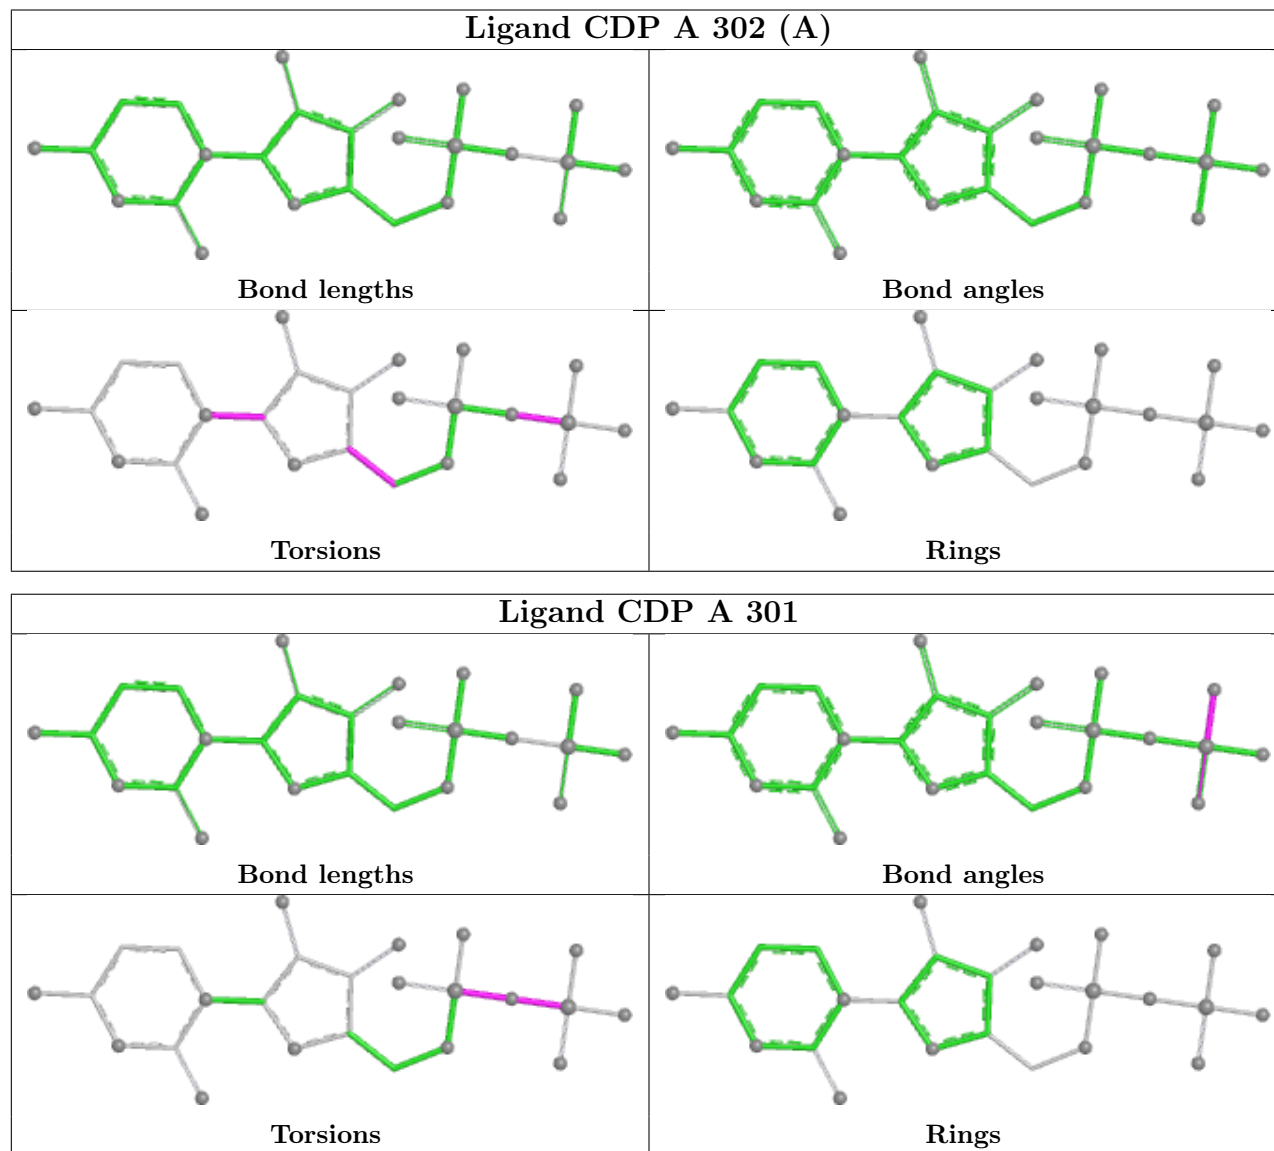 Ligand CDP A 302 (A)
Bond lengths
Bond angles
Torsions
Rings
Ligand CDP A 301
Bond lengths
Bond angles
Torsions
Rings